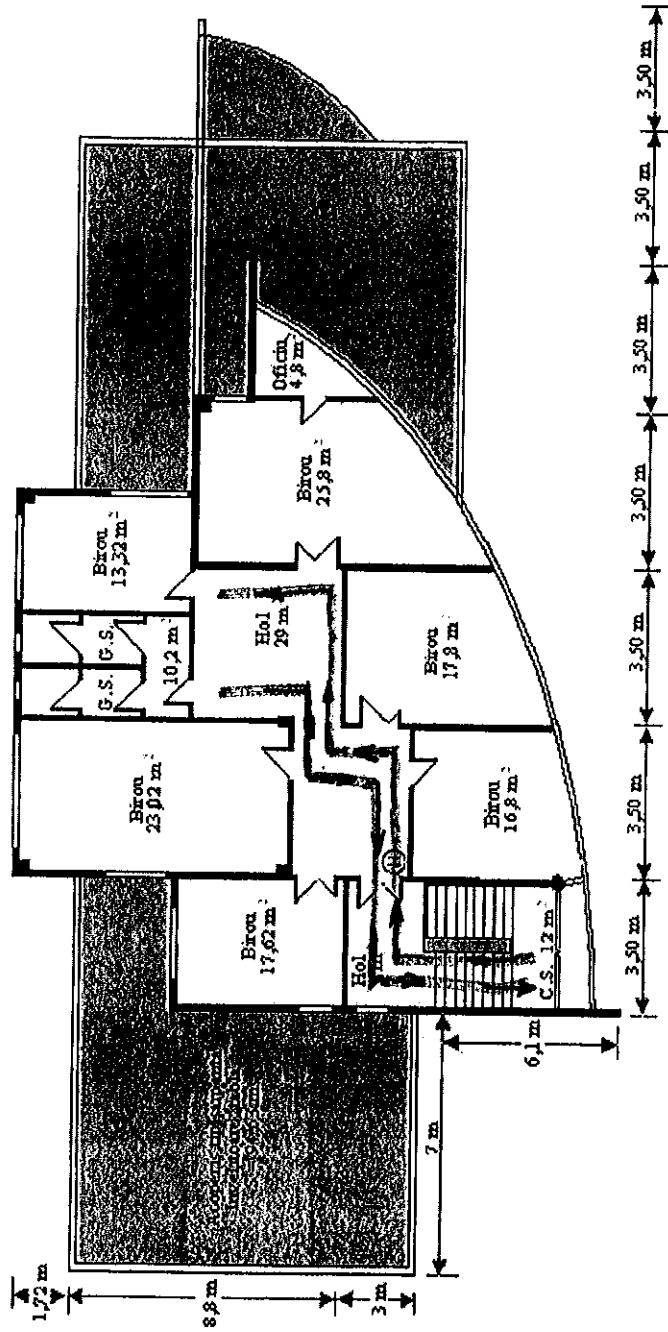 1,72 m
8,8 m
3 m
7 m
6,1 m
Birou
17,62 m²
Hol
C.S. 12 m²
Birou
23,02 m²
Birou
16,8 m²
G.S.
G.S.
10,2 m²
Hol
29 m
Birou
17,8 m²
Birou
13,32 m²
Birou
25,8 m²
Oficiu
4,8 m²
3,50 m
3,50 m
3,50 m
3,50 m
3,50 m
3,50 m
3,50 m